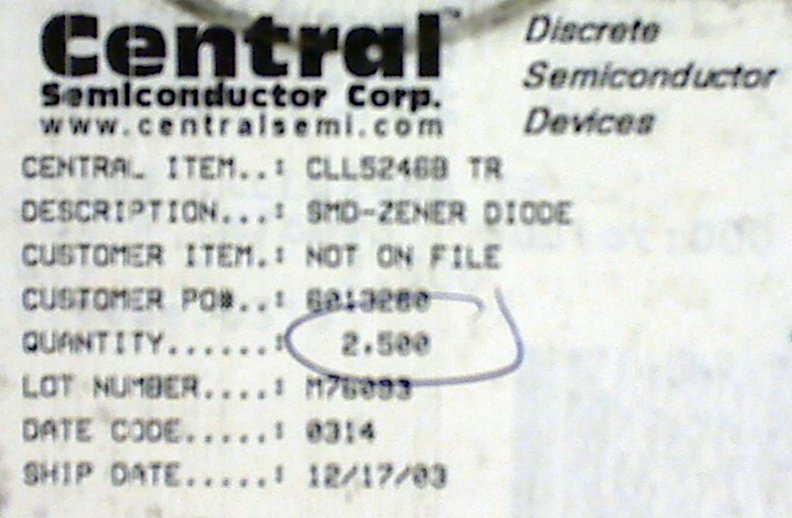 Central™
Semiconductor Corp.
www.centralsemi.com
Discrete
Semiconductor
Devices
CENTRAL ITEM..: CLL5246B TR
DESCRIPTION...: SMD-ZENER DIODE
CUSTOMER ITEM.: NOT ON FILE
CUSTOMER PO#..: 6013280
QUANTITY......: 2.500
LOT NUMBER....: M76093
DATE CODE.....: 0314
SHIP DATE.....: 12/17/03